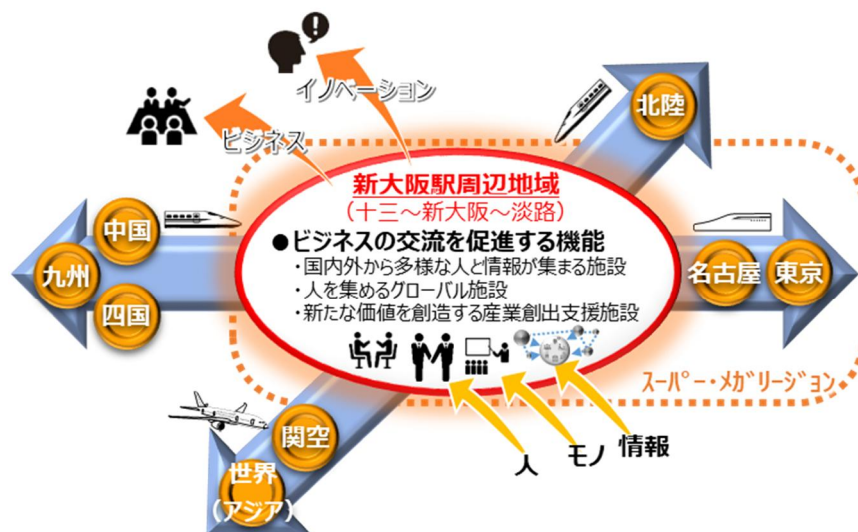 イノベーション
ビジネス
北陸
新大阪駅周辺地域
（十三～新大阪～淡路）
●ビジネスの交流を促進する機能
・国内外から多様な人と情報が集まる施設
・人を集めるグローバル施設
・新たな価値を創造する産業創出支援施設
中国
九州
四国
名古屋
東京
スーパー・メガリージョン
関空
世界
（アジア）
人
モノ
情報